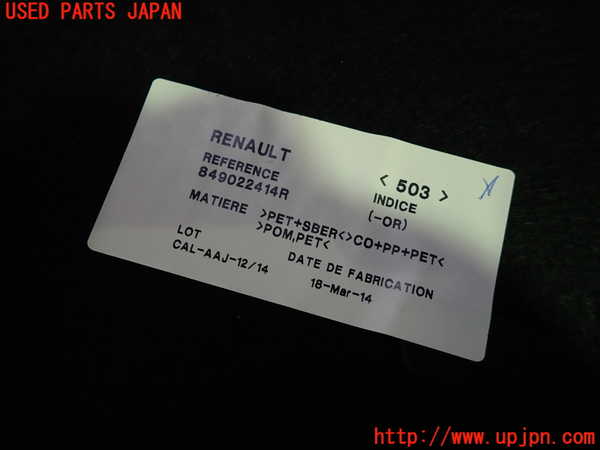 USED PARTS JAPAN
RENAULT
REFERENCE
849022414R
< 503 >
INDICE
(-OR)
MATIERE >PET+SBER<>CO+PP+PET<
>POM,PET<
LOT
CAL-AAJ-12/14
DATE DE FABRICATION
18-Mar-14
http://www.upjpn.com